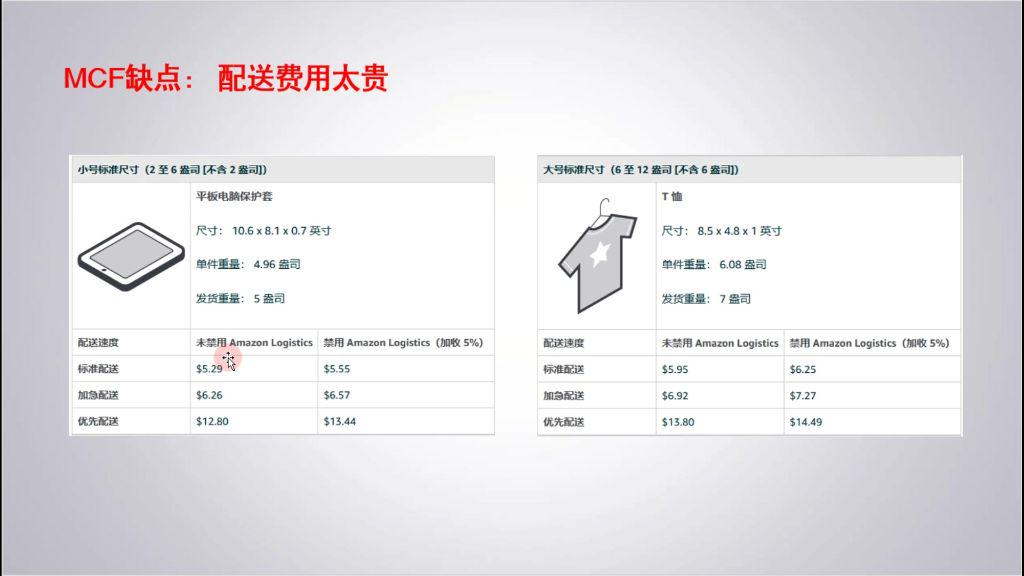 MCF缺点： 配送费用太贵
小号标准尺寸（2 至 6 盎司 [不含 2 盎司]）
平板电脑保护套
尺寸： 10.6 x 8.1 x 0.7 英寸
单件重量： 4.96 盎司
发货重量： 5 盎司
配送速度 未禁用 Amazon Logistics 禁用 Amazon Logistics（加收 5%）
标准配送 $5.29 $5.55
加急配送 $6.26 $6.57
优先配送 $12.80 $13.44
大号标准尺寸（6 至 12 盎司 [不含 6 盎司]）
T 恤
尺寸： 8.5 x 4.8 x 1 英寸
单件重量： 6.08 盎司
发货重量： 7 盎司
配送速度 未禁用 Amazon Logistics 禁用 Amazon Logistics（加收 5%）
标准配送 $5.95 $6.25
加急配送 $6.92 $7.27
优先配送 $13.80 $14.49